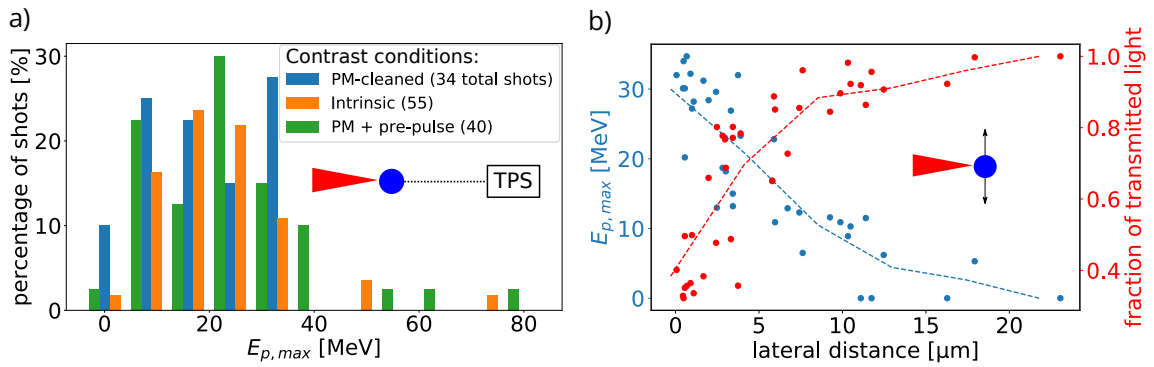 a)
percentage of shots [%]
30
20
10
0
Contrast conditions:
PM-cleaned (34 total shots)
Intrinsic (55)
PM + pre-pulse (40)
TPS
0 20 40 60 80
E_{p,max} [MeV]
b)
E_{p,max} [MeV]
30
20
10
0
1.0
0.8
0.6
0.4
fraction of transmitted light
0 5 10 15 20
lateral distance [μm]